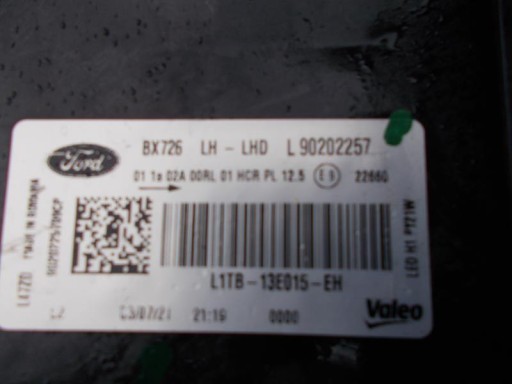 Ford
BX726 LH - LHD L 90202257
01 1a 02A 00RL 01 HCR PL 12.5 22660
L1TB-13E015-EH
03/07/21 21:19 0000
Valeo
LED H1 PY21W